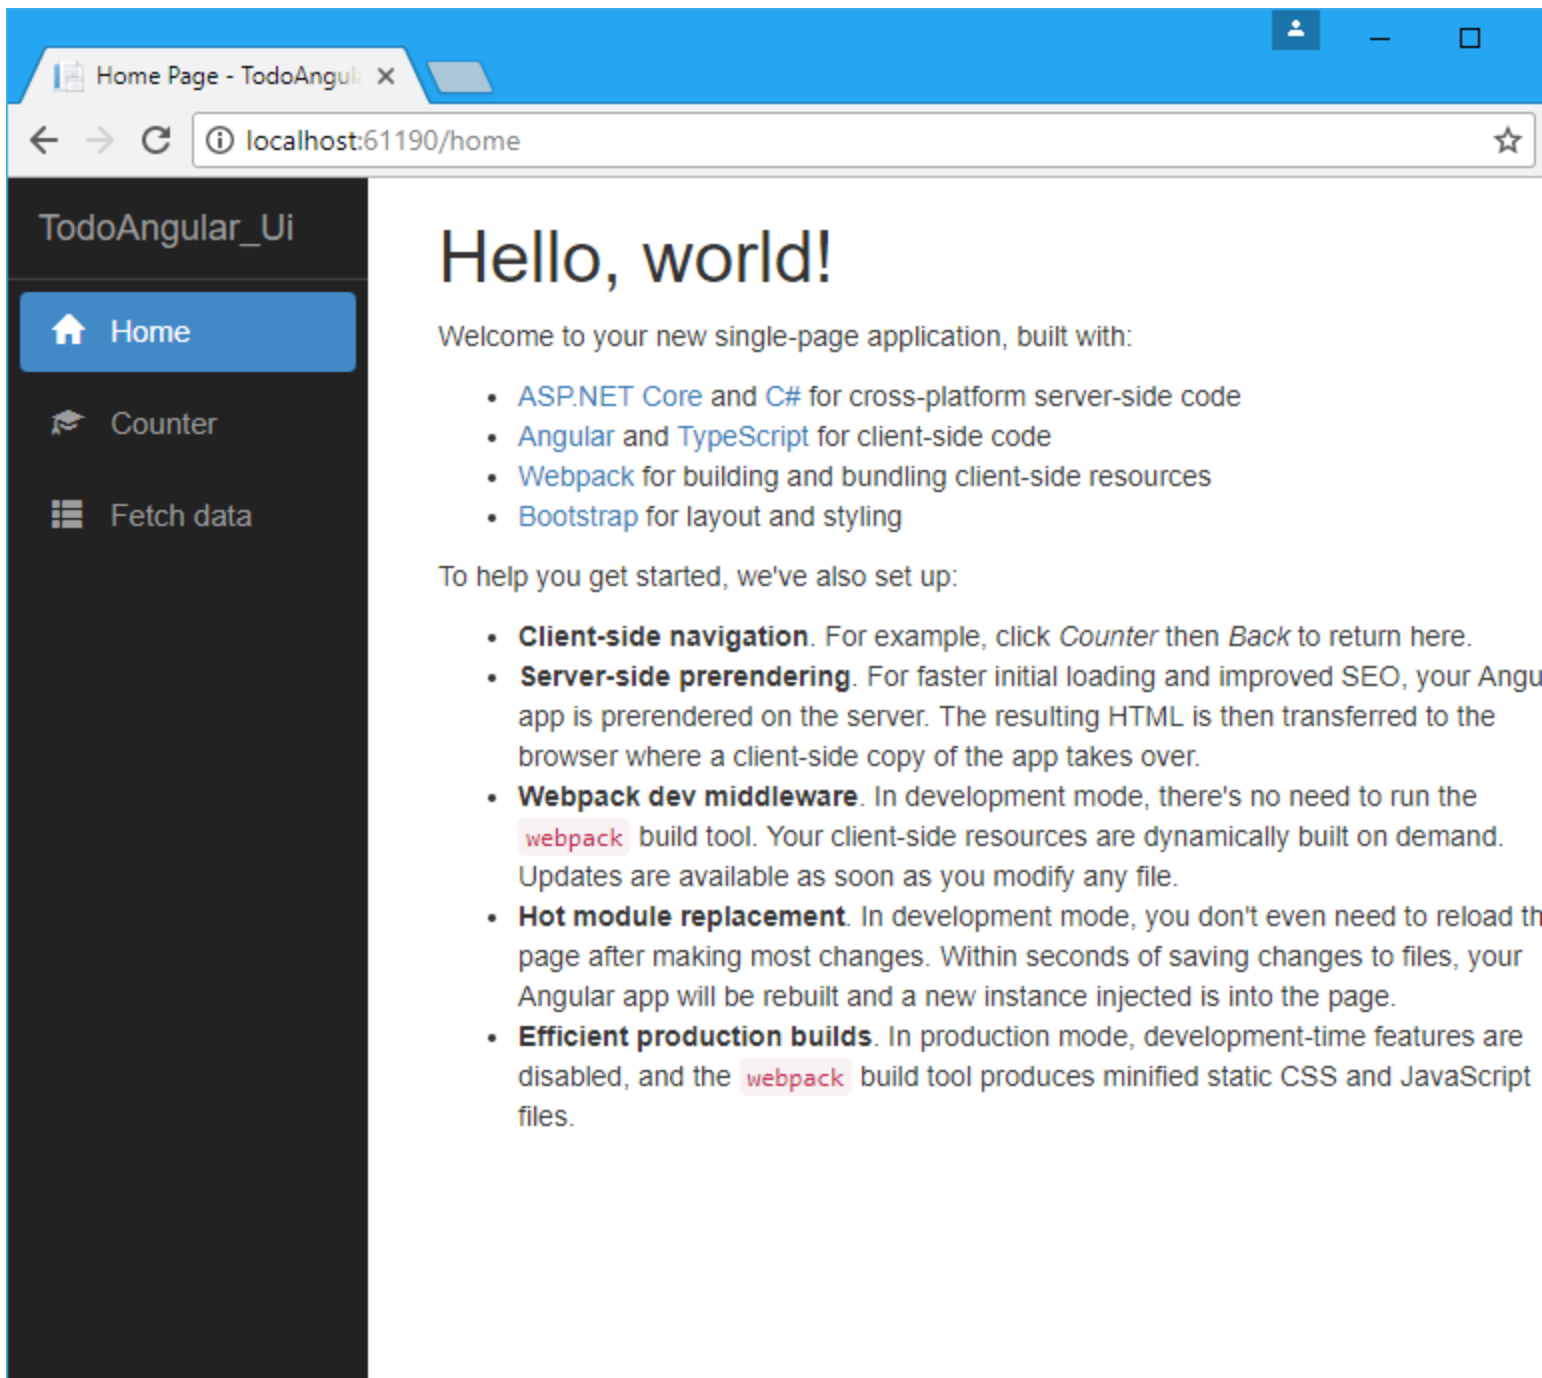 Home Page - TodoAngul
localhost:61190/home
TodoAngular_Ui
Home
Counter
Fetch data
Hello, world!
Welcome to your new single-page application, built with:
ASP.NET Core and C# for cross-platform server-side code
Angular and TypeScript for client-side code
Webpack for building and bundling client-side resources
Bootstrap for layout and styling
To help you get started, we've also set up:
Client-side navigation. For example, click Counter then Back to return here.
Server-side prerendering. For faster initial loading and improved SEO, your Angu
app is prerendered on the server. The resulting HTML is then transferred to the
browser where a client-side copy of the app takes over.
Webpack dev middleware. In development mode, there's no need to run the
webpack build tool. Your client-side resources are dynamically built on demand.
Updates are available as soon as you modify any file.
Hot module replacement. In development mode, you don't even need to reload th
page after making most changes. Within seconds of saving changes to files, your
Angular app will be rebuilt and a new instance injected is into the page.
Efficient production builds. In production mode, development-time features are
disabled, and the webpack build tool produces minified static CSS and JavaScript
files.